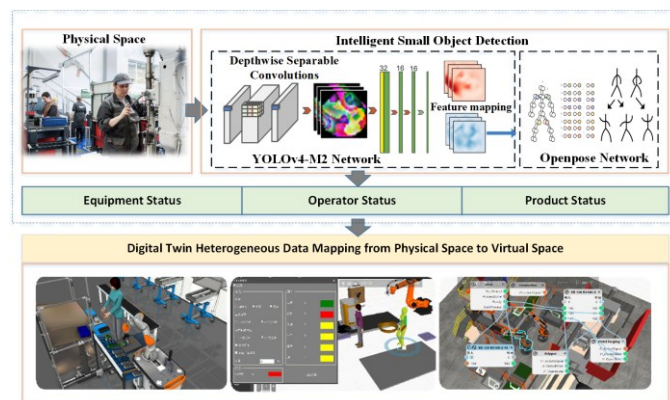 Physical Space
Intelligent Small Object Detection
Depthwise Separable
Convolutions
32 16 16
Feature mapping
YOLOv4-M2 Network
Openpose Network
Equipment Status
Operator Status
Product Status
Digital Twin Heterogeneous Data Mapping from Physical Space to Virtual Space